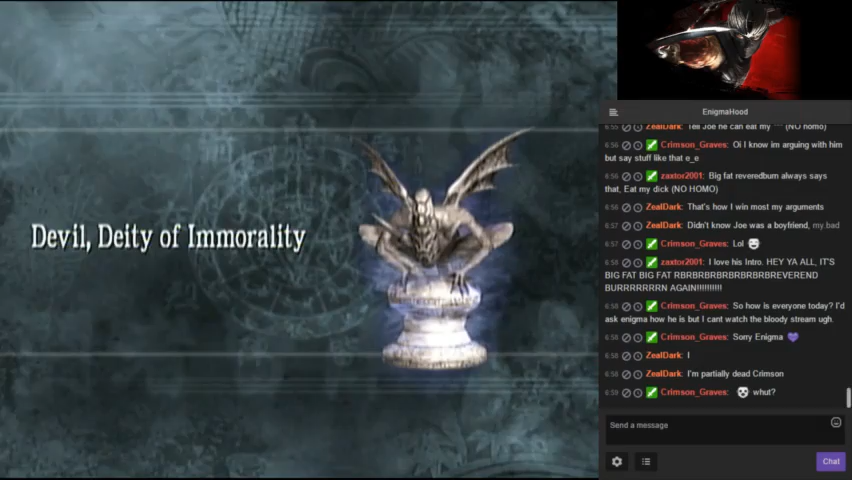 Devil, Deity of Immorality
EnigmaHood
6:55 ZealDark: Tell Joe he can eat my *** (NO homo)
6:56 Crimson_Graves: Oi I know im arguing with him
but say stuff like that e_e
6:56 zaxtor2001: Big fat reveredburn always says
that, Eat my dick (NO HOMO)
6:56 ZealDark: That's how I win most my arguments
6:57 ZealDark: Didn't know Joe was a boyfriend, my bad
6:57 Crimson_Graves: Lol
6:58 zaxtor2001: I love his Intro. HEY YA ALL, IT'S
BIG FAT BIG FAT RBRBRBRBRBRBRBRBREVEREND
BURRRRRRRN AGAIN!!!!!!!!!!
6:58 Crimson_Graves: So how is everyone today? I'd
ask enigma how he is but I cant watch the bloody stream ugh.
6:58 Crimson_Graves: Sorry Enigma
6:58 ZealDark: I
6:58 ZealDark: I'm partially dead Crimson
6:59 Crimson_Graves: whut?
Send a message
Chat